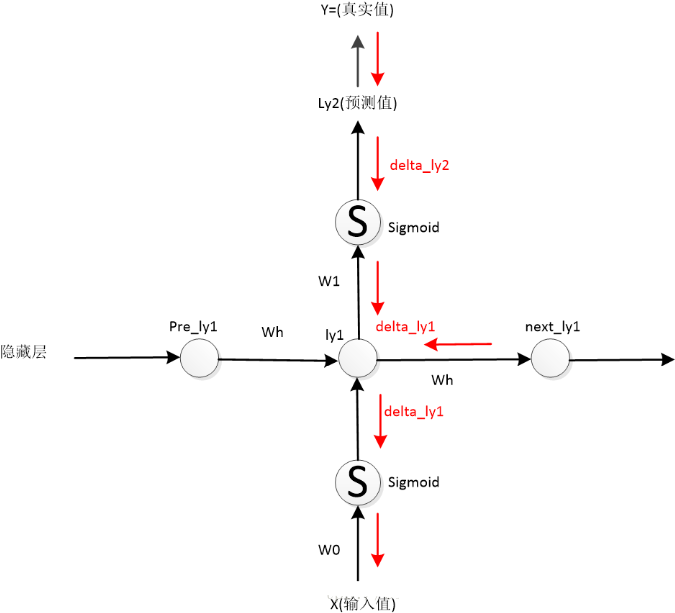 Y=(真实值)
Ly2(预测值)
delta_ly2
S
Sigmoid
W1
Pre_ly1
Wh
ly1
delta_ly1
next_ly1
隐藏层
Wh
delta_ly1
S
Sigmoid
W0
X(输入值)